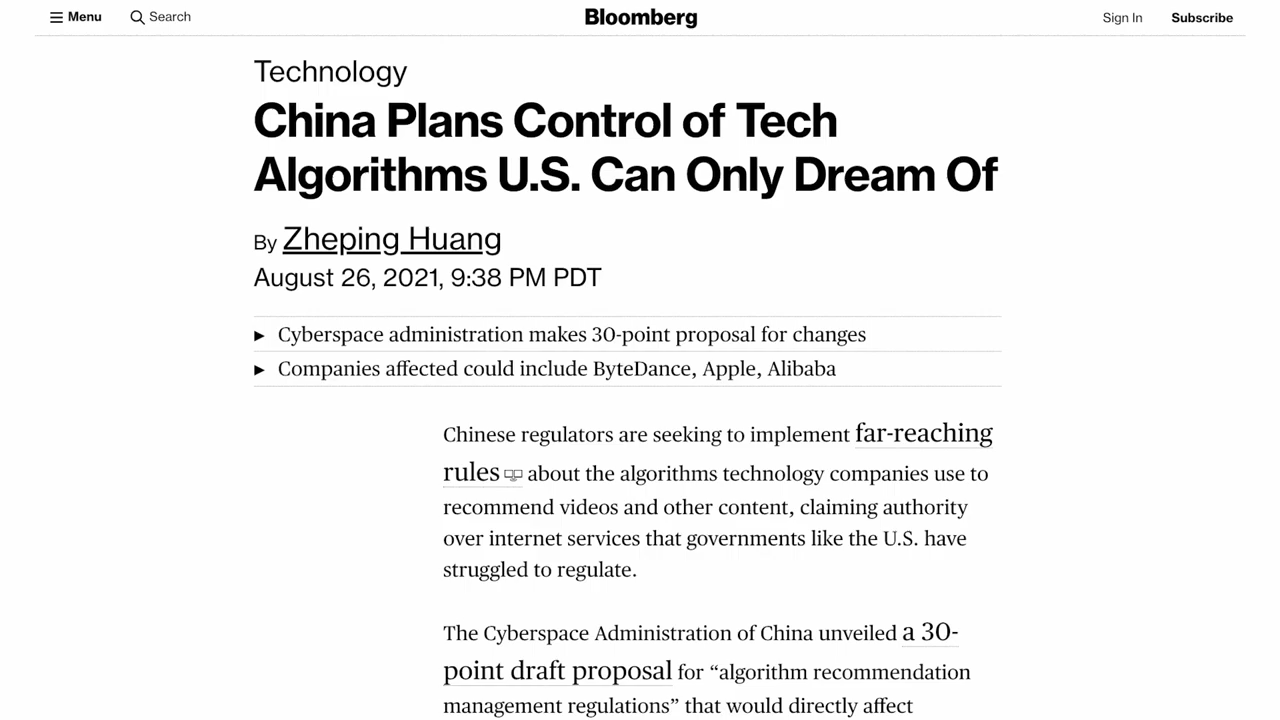 Menu
Search
Bloomberg
Sign In
Subscribe
Technology
China Plans Control of Tech
Algorithms U.S. Can Only Dream Of
By Zheping Huang
August 26, 2021, 9:38 PM PDT
Cyberspace administration makes 30-point proposal for changes
Companies affected could include ByteDance, Apple, Alibaba
Chinese regulators are seeking to implement far-reaching
rules about the algorithms technology companies use to
recommend videos and other content, claiming authority
over internet services that governments like the U.S. have
struggled to regulate.
The Cyberspace Administration of China unveiled a 30-
point draft proposal for “algorithm recommendation
management regulations” that would directly affect